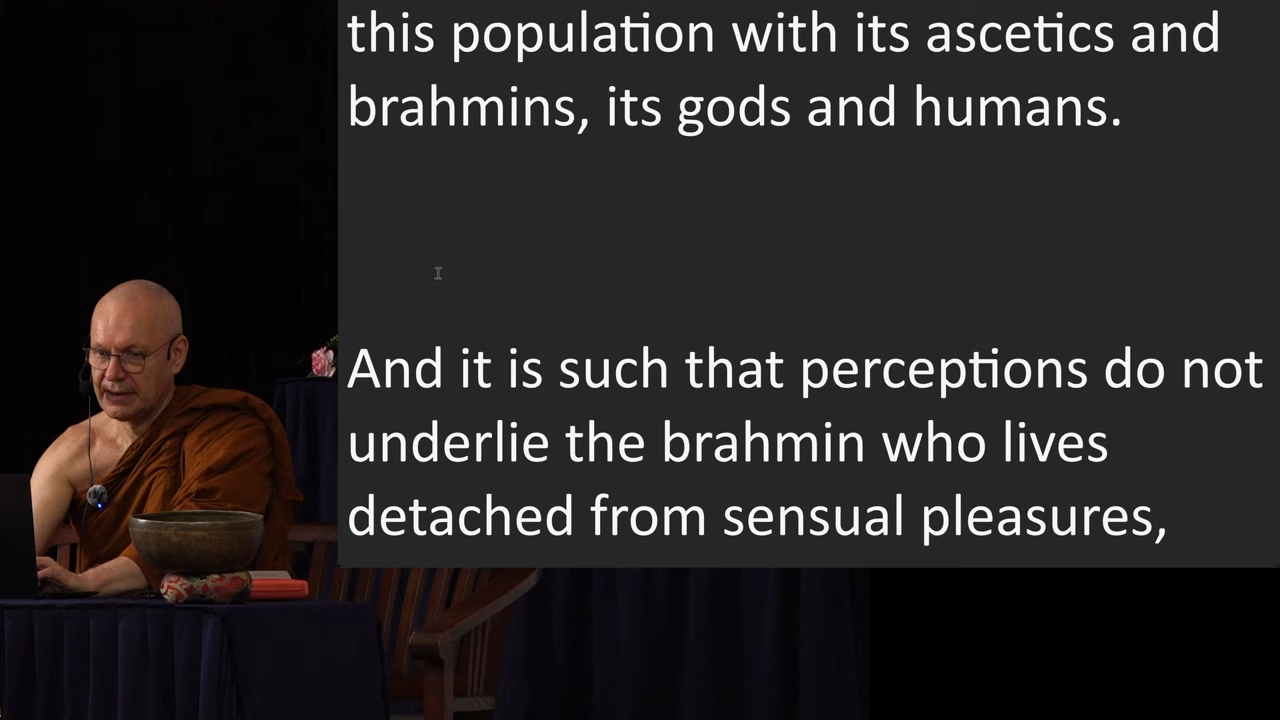 this population with its ascetics and
brahmins, its gods and humans.
And it is such that perceptions do not
underlie the brahmin who lives
detached from sensual pleasures,